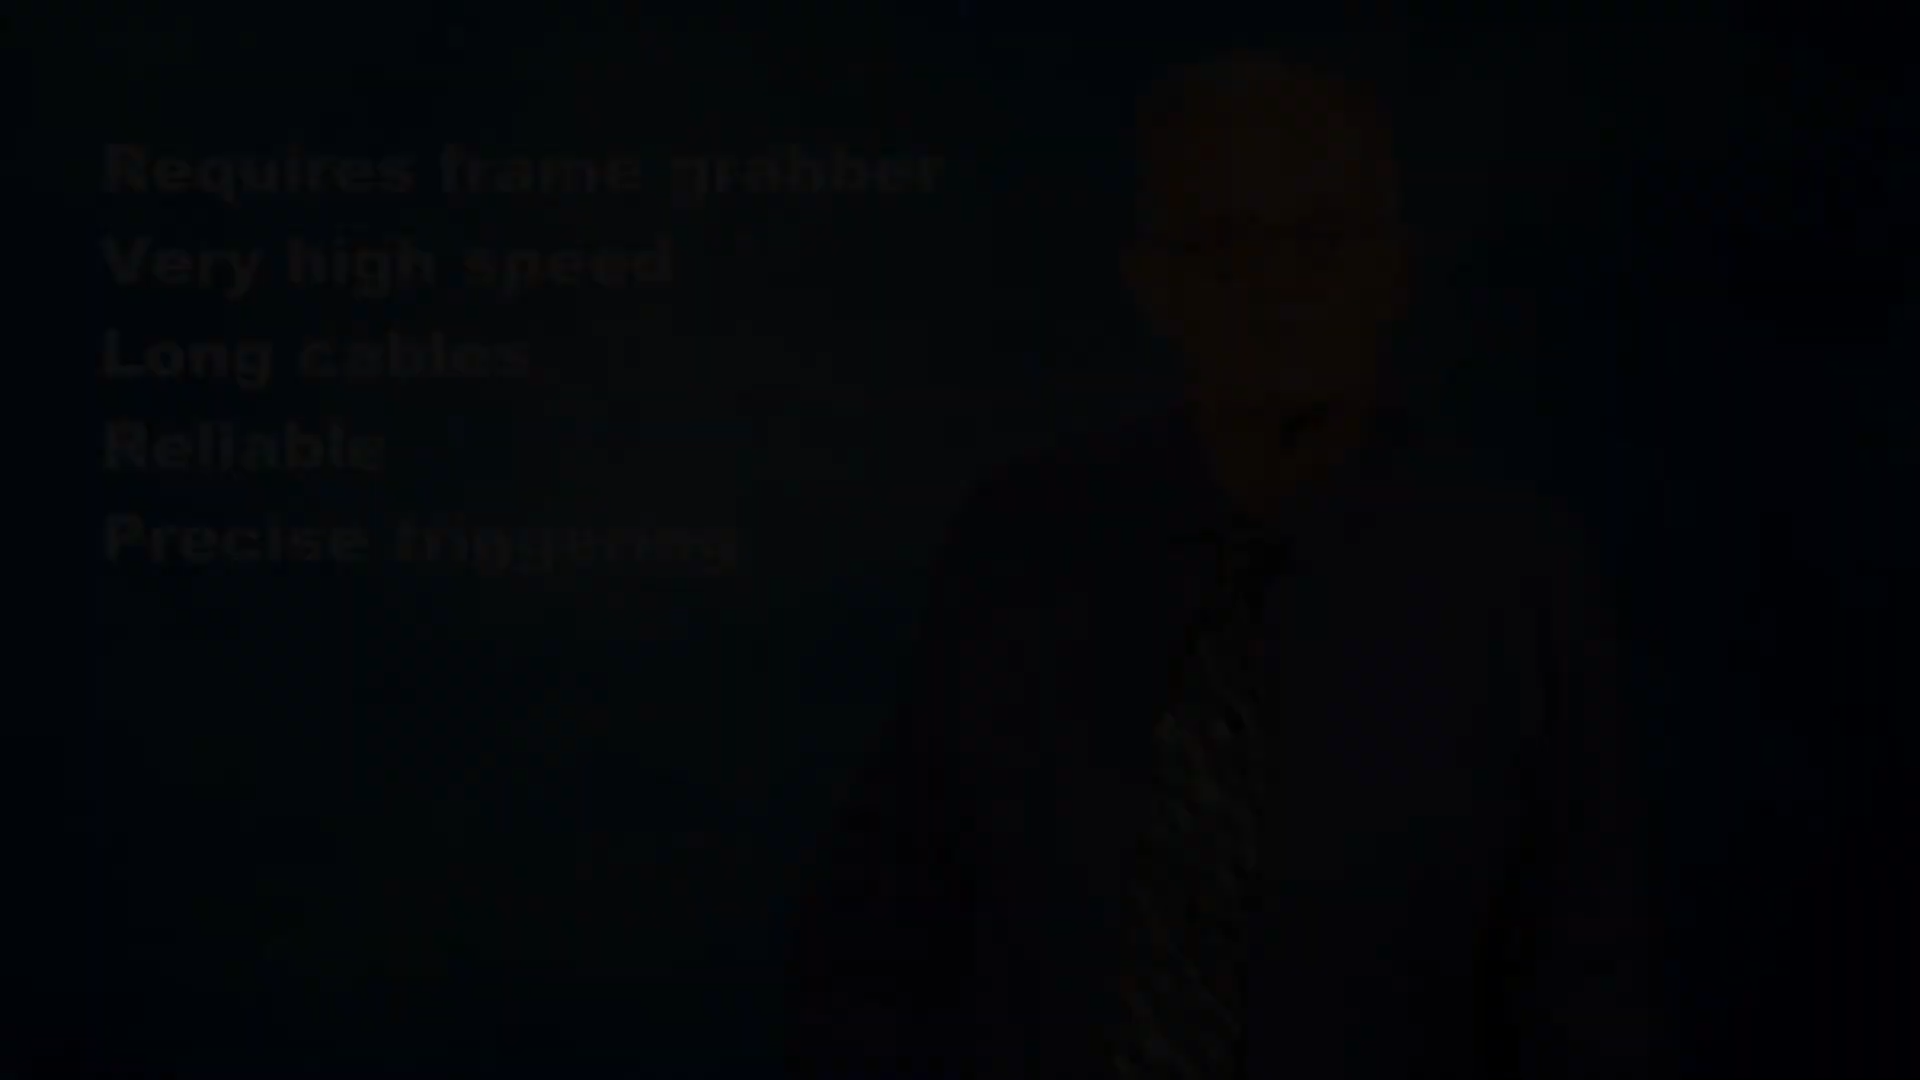 Requires frame grabber
Very high speed
Long cables
Reliable
Precise triggering